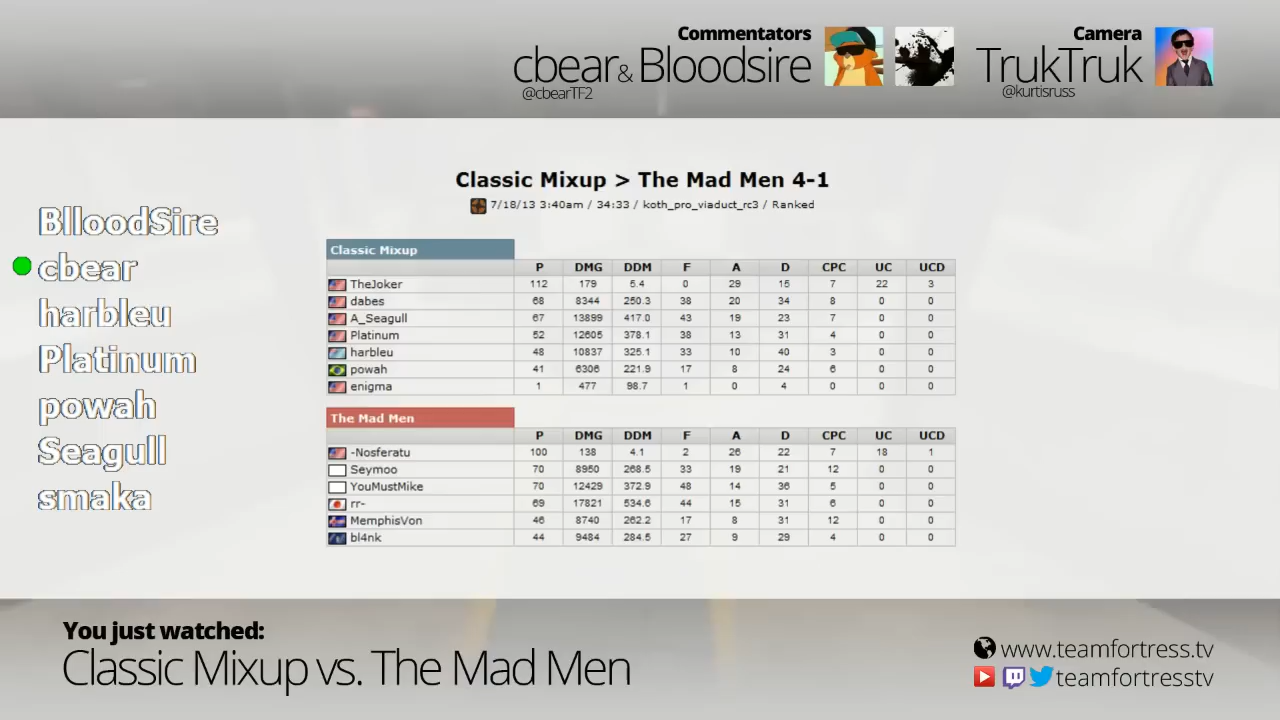 Commentators
cbear & Bloodsire
@cbearTF2
Camera
TrukTruk
@kurtisruss
BlloodSire
cbear
harbleu
Platinum
powah
Seagull
smaka
Classic Mixup > The Mad Men 4-1
7/18/13 3:40am / 34:33 / koth_pro_viaduct_rc3 / Ranked
Classic Mixup
P DMG DDM F A D CPC UC UCD
TheJoker 112 179 5.4 0 29 15 7 22 3
dabes 68 8344 250.3 38 20 34 8 0 0
A_Seagull 67 13899 417.0 43 19 23 7 0 0
Platinum 52 12605 378.1 38 13 31 4 0 0
harbleu 48 10837 325.1 33 10 40 3 0 0
powah 41 6306 221.9 17 8 24 6 0 0
enigma 1 477 98.7 1 0 4 0 0 0
The Mad Men
P DMG DDM F A D CPC UC UCD
-Nosferatu 100 138 4.1 2 26 22 7 18 1
Seymoo 70 8950 268.5 33 19 21 12 0 0
YouMustMike 70 12429 372.9 48 14 36 5 0 0
rr- 69 17821 534.6 44 15 31 6 0 0
MemphisVon 46 8740 262.2 17 8 31 12 0 0
bl4nk 44 9484 284.5 27 9 29 4 0 0
You just watched:
Classic Mixup vs. The Mad Men
www.teamfortress.tv
teamfortresstv